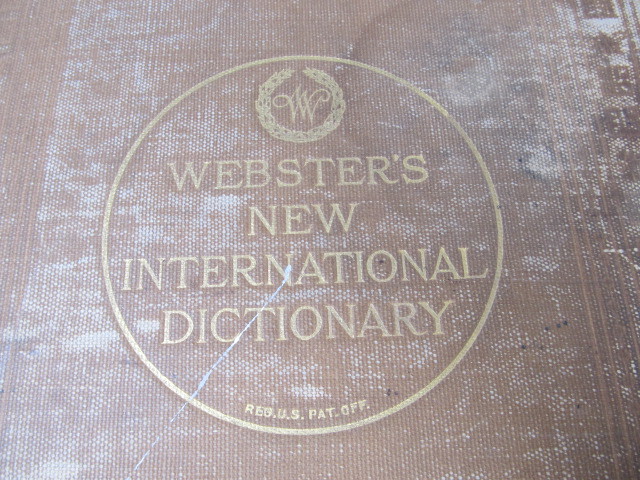 W
WEBSTER'S
NEW
INTERNATIONAL
DICTIONARY
REG.U.S. PAT. OFF.